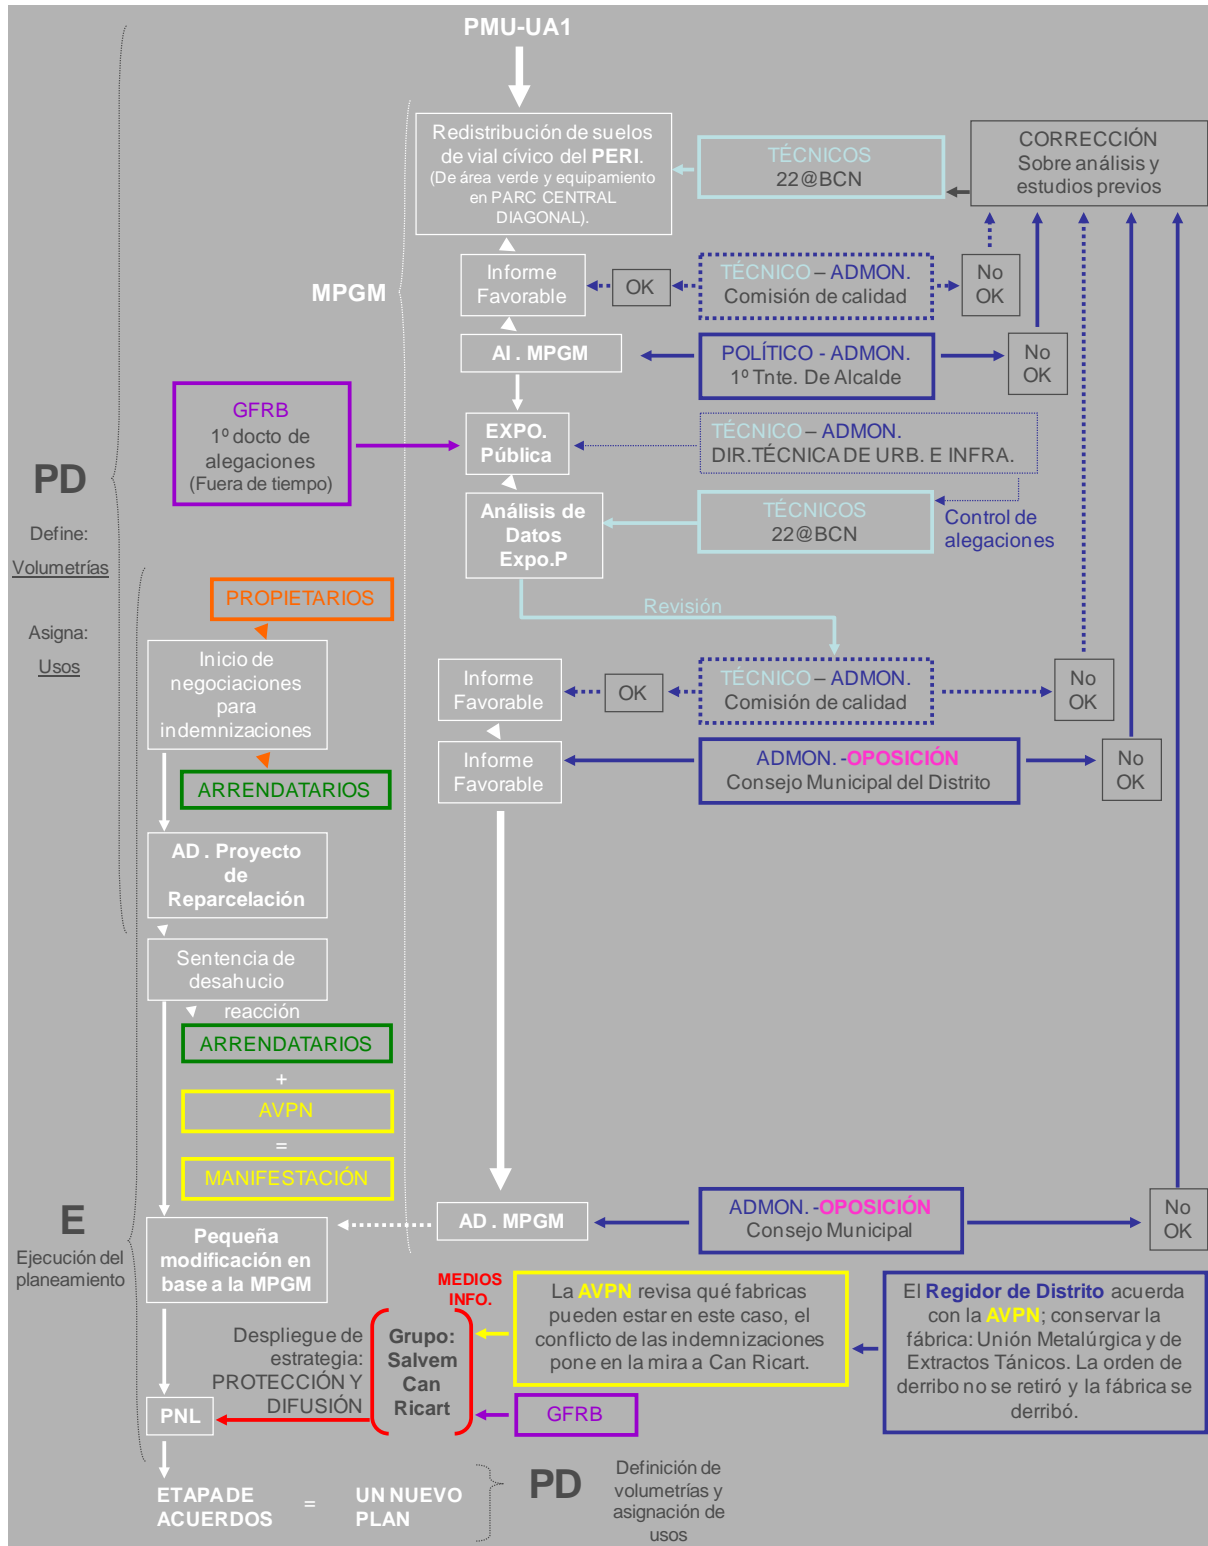 PMU-UA1
Redistribución de suelos
de vial cívico del PERI.
(De área verde y equipamiento
en PARC CENTRAL
DIAGONAL).
TÉCNICOS
22@BCN
CORRECCIÓN
Sobre análisis y
estudios previos
MPGM
Informe
Favorable
OK
TÉCNICO – ADMON.
Comisión de calidad
No
OK
AI . MPGM
POLÍTICO - ADMON.
1º Tnte. De Alcalde
No
OK
GFRB
1º docto de
alegaciones
(Fuera de tiempo)
EXPO.
Pública
TÉCNICO – ADMON.
DIR.TÉCNICA DE URB. E INFRA.
PD
Define:
Volumetrías
Asigna:
Usos
Análisis de
Datos
Expo.P
TÉCNICOS
22@BCN
Control de
alegaciones
Revisión
PROPIETARIOS
Inicio de
negociaciones
para
indemnizaciones
ARRENDATARIOS
Informe
Favorable
OK
TÉCNICO – ADMON.
Comisión de calidad
No
OK
Informe
Favorable
ADMON. -OPOSICIÓN
Consejo Municipal del Distrito
No
OK
AD . Proyecto
de
Reparcelación
Sentencia de
desahucio
reacción
ARRENDATARIOS
+
AVPN
=
MANIFESTACIÓN
E
Ejecución del
planeamiento
Pequeña
modificación en
base a la MPGM
AD . MPGM
ADMON. -OPOSICIÓN
Consejo Municipal
No
OK
MEDIOS
INFO.
Despliegue de
estrategia:
PROTECCIÓN Y
DIFUSIÓN
Grupo:
Salvem
Can
Ricart
La AVPN revisa qué fabricas
pueden estar en este caso, el
conflicto de las indemnizaciones
pone en la mira a Can Ricart.
El Regidor de Distrito acuerda
con la AVPN; conservar la
fábrica: Unión Metalúrgica y de
Extractos Tánicos. La orden de
derribo no se retiró y la fábrica se
derribó.
GFRB
PNL
ETAPA DE
ACUERDOS
=
UN NUEVO
PLAN
PD
Definición de
volumetrías y
asignación de
usos